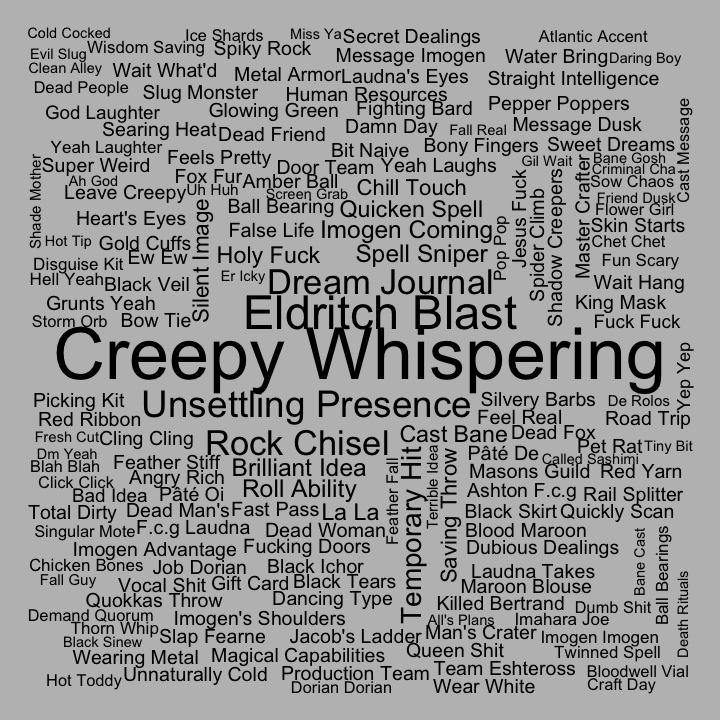 Cold Cocked
Ice Shards
Miss Ya
Secret Dealings
Atlantic Accent
Evil Slug
Wisdom Saving
Spiky Rock
Message Imogen
Water Bring
Daring Boy
Clean Alley
Wait What'd
Metal Armor
Laudna's Eyes
Straight Intelligence
Dead People
Slug Monster
Human Resources
Pepper Poppers
God Laughter
Glowing Green
Fighting Bard
Searing Heat
Dead Friend
Damn Day
Fall Real
Message Dusk
Cast Message
Yeah Laughter
Bit Naive
Bony Fingers
Sweet Dreams
Super Weird
Feels Pretty
Door Team
Yeah Laughs
Gil Wait
Bane Gosh
Criminal Cha
Shade Mother
Ah God
Fox Fur
Amber Ball
Sow Chaos
Leave Creepy
Uh Huh
Screen Grab
Chill Touch
Friend Dusk
Heart's Eyes
Ball Bearing
Quicken Spell
Flower Girl
Silent Image
False Life
Imogen Coming
Pop Pop
Jesus Fuck
Spider Climb
Shadow Creepers
Master Crafter
Skin Starts
Hot Tip
Gold Cuffs
Chet Chet
Disguise Kit
Ew Ew
Holy Fuck
Spell Sniper
Fun Scary
Hell Yeah
Black Veil
Er Icky
Dream Journal
Wait Hang
Grunts Yeah
Eldritch Blast
King Mask
Storm Orb
Bow Tie
Fuck Fuck
Creepy Whispering
Yep Yep
Picking Kit
Unsettling Presence
Silvery Barbs
De Rolos
Red Ribbon
Feel Real
Road Trip
Fresh Cut
Cling Cling
Rock Chisel
Cast Bane
Dead Fox
Pet Rat
Tiny Bit
Dm Yeah
Pâté De
Called Sashimi
Blah Blah
Feather Stiff
Brilliant Idea
Feather Fall
Temporary Hit
Terrible Idea
Saving Throw
Masons Guild
Red Yarn
Click Click
Angry Rich
Bad Idea
Pâté Oi
Roll Ability
Ashton F.c.g
Rail Splitter
Total Dirty
Dead Man's
Fast Pass
La La
Black Skirt
Quickly Scan
Singular Mote
F.c.g Laudna
Dead Woman
Blood Maroon
Imogen Advantage
Fucking Doors
Dubious Dealings
Bane Cast
Ball Bearings
Chicken Bones
Job Dorian
Black Ichor
Laudna Takes
Fall Guy
Vocal Shit
Gift Card
Black Tears
Maroon Blouse
Quokkas Throw
Dancing Type
Killed Bertrand
Dumb Shit
Death Rituals
Demand Quorum
Imogen's Shoulders
All's Plans
Imahara Joe
Thorn Whip
Slap Fearne
Jacob's Ladder
Man's Crater
Imogen Imogen
Black Sinew
Queen Shit
Twinned Spell
Wearing Metal
Magical Capabilities
Team Eshteross
Bloodwell Vial
Hot Toddy
Unnaturally Cold
Production Team
Dorian Dorian
Wear White
Craft Day